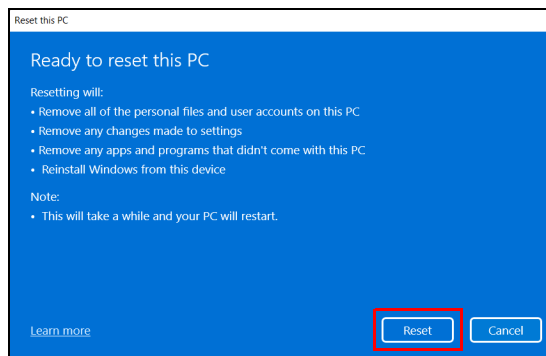 Reset this PC
Ready to reset this PC
Resetting will:
• Remove all of the personal files and user accounts on this PC
• Remove any changes made to settings
• Remove any apps and programs that didn't come with this PC
• Reinstall Windows from this device
Note:
• This will take a while and your PC will restart.
Learn more
Reset
Cancel